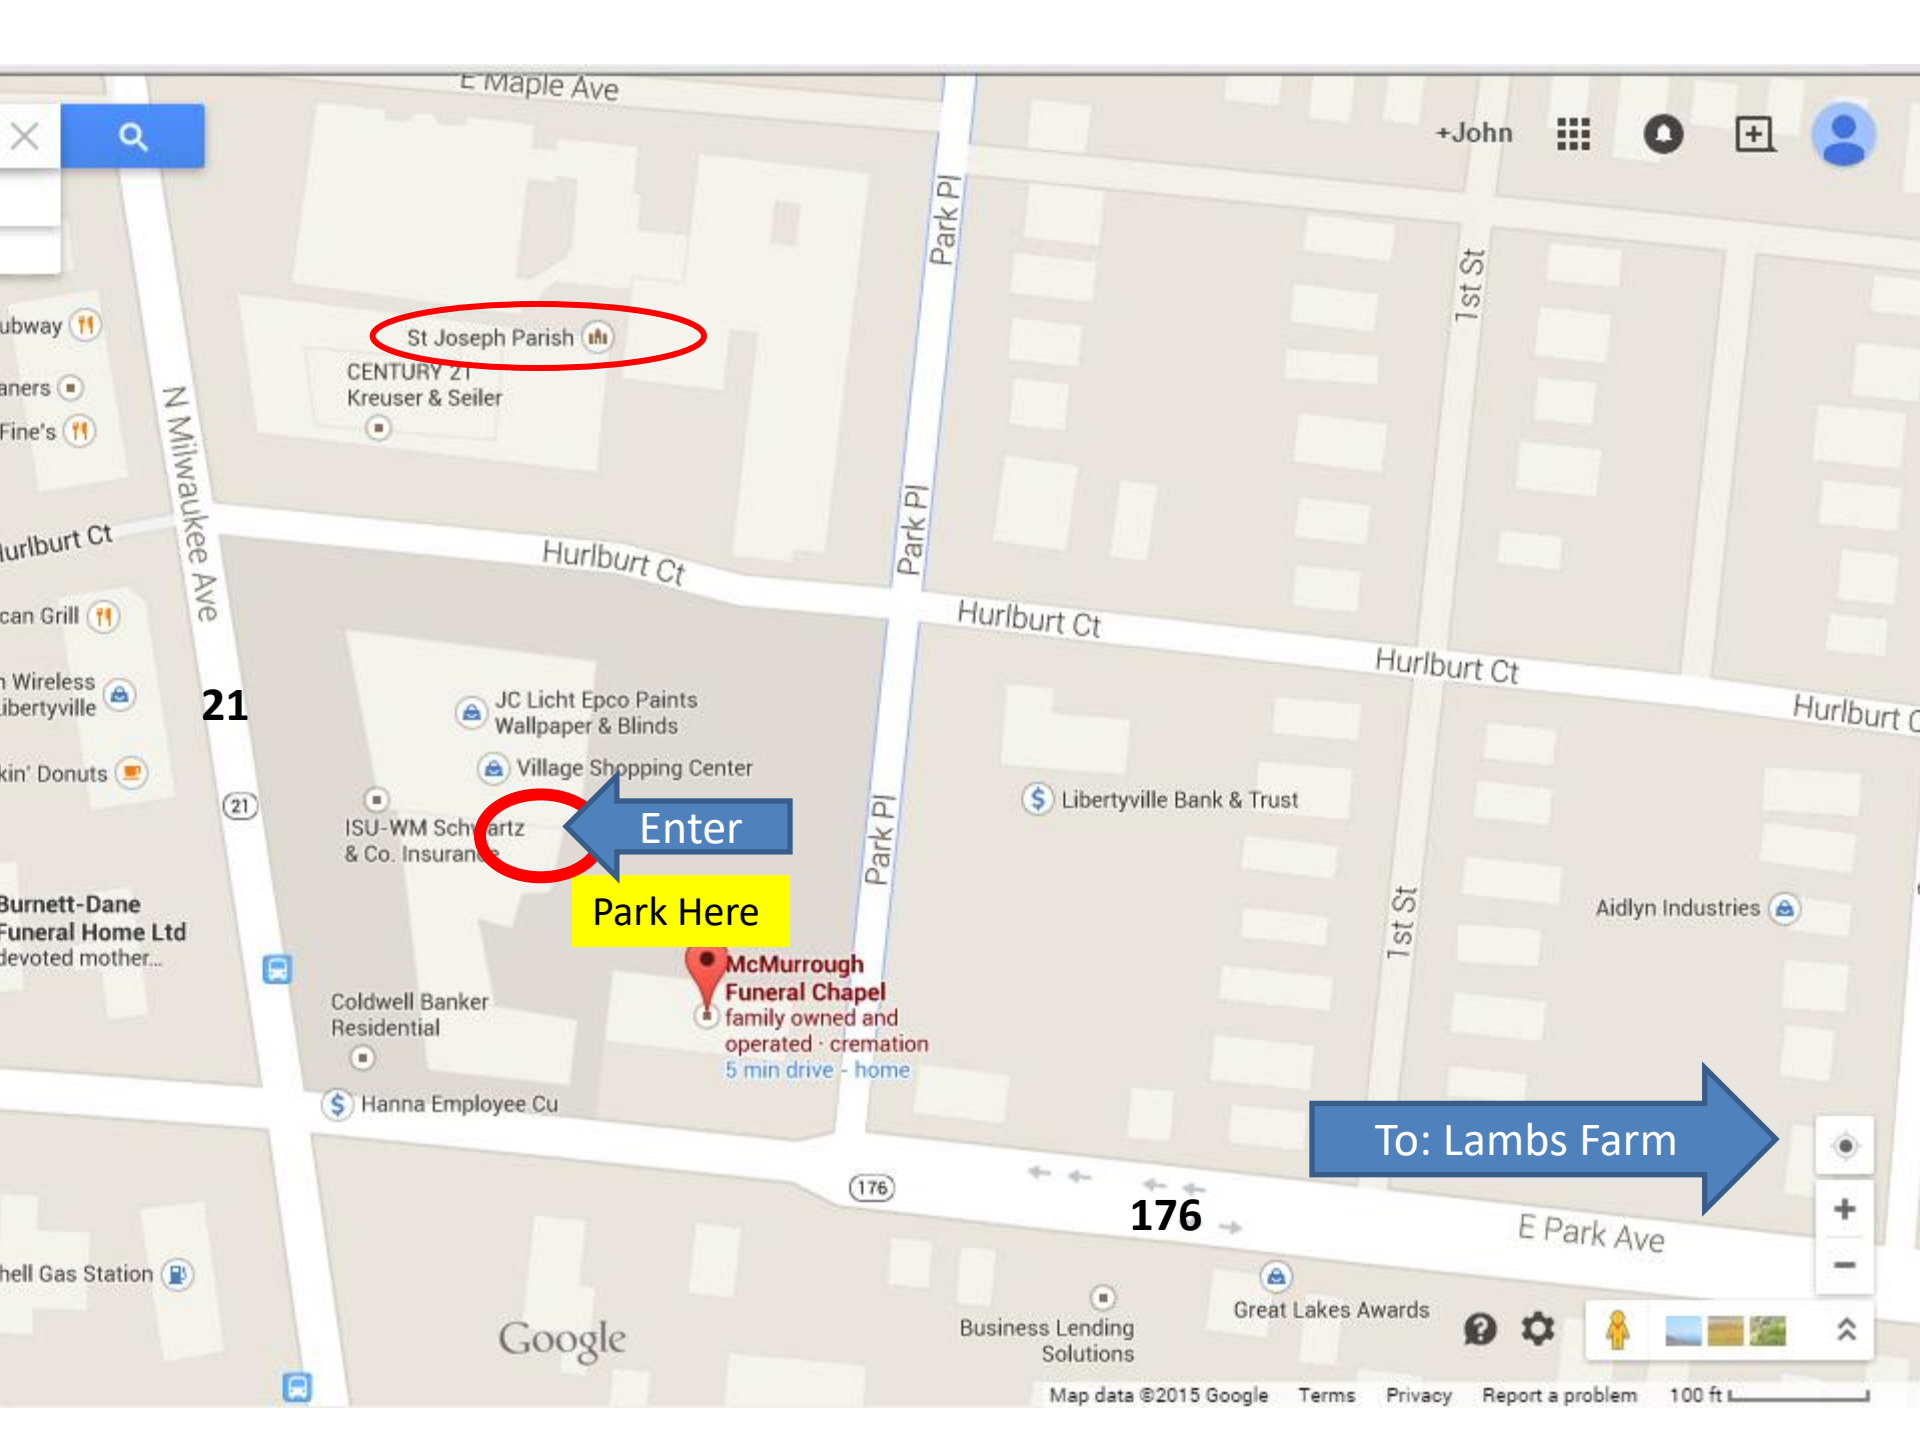 E Maple Ave
+John
Park Pl
1st St
ubway
St Joseph Parish
CENTURY 21
Kreuser & Seiler
aners
Fine's
N Milwaukee Ave
Hurlburt Ct
Hurlburt Ct
Park Pl
Hurlburt Ct
Hurlburt Ct
Hurlburt C
can Grill
n Wireless
ibertyville
21
JC Licht Epco Paints
Wallpaper & Blinds
Village Shopping Center
kin' Donuts
21
ISU-WM Schwartz
& Co. Insurance
Enter
Park Pl
Libertyville Bank & Trust
Park Here
1st St
Aidlyn Industries
Burnett-Dane
Funeral Home Ltd
devoted mother...
McMurrough
Funeral Chapel
family owned and
operated · cremation
5 min drive - home
Coldwell Banker
Residential
Hanna Employee Cu
To: Lambs Farm
176
176
E Park Ave
hell Gas Station
Great Lakes Awards
Business Lending
Solutions
Google
Map data ©2015 Google Terms Privacy Report a problem 100 ft